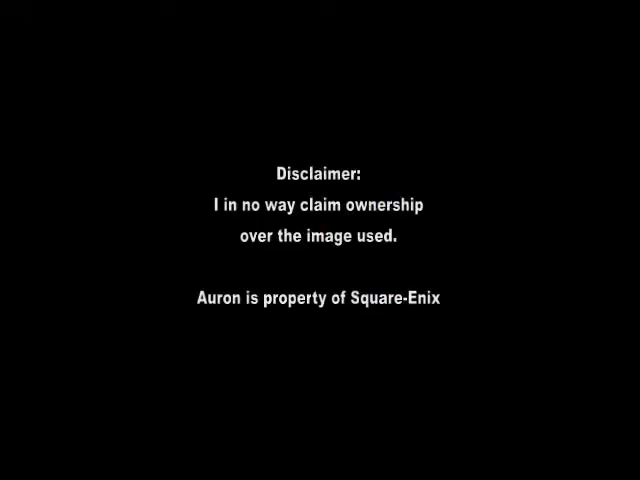 Disclaimer:
I in no way claim ownership
over the image used.
Auron is property of Square-Enix